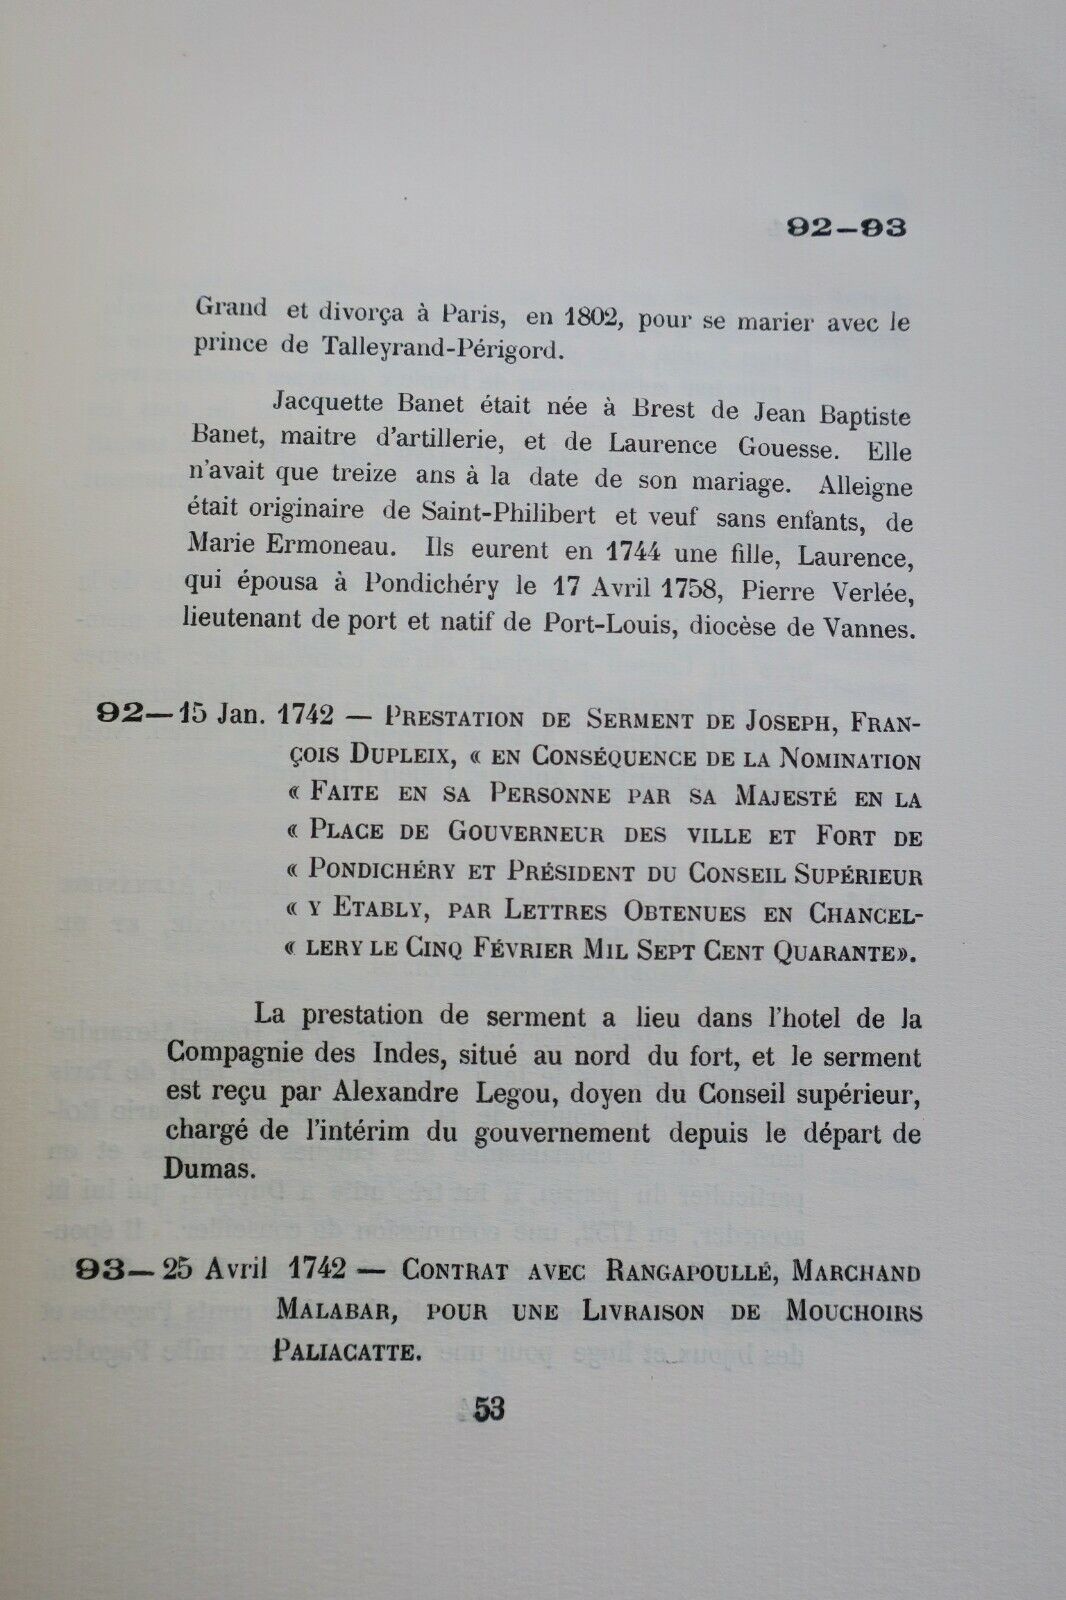 92—93
Grand et divorça à Paris, en 1802, pour se marier avec le
prince de Talleyrand-Périgord.
Jacquette Banet était née à Brest de Jean Baptiste
Banet, maitre d'artillerie, et de Laurence Gouesse. Elle
n'avait que treize ans à la date de son mariage. Alleigne
était originaire de Saint-Philibert et veuf sans enfants, de
Marie Ermoneau. Ils eurent en 1744 une fille, Laurence,
qui épousa à Pondichéry le 17 Avril 1758, Pierre Verlée,
lieutenant de port et natif de Port-Louis, diocèse de Vannes.
92—15 Jan. 1742 — PRESTATION DE SERMENT DE JOSEPH, FRAN-
ÇOIS DUPLEIX, « EN CONSÉQUENCE DE LA NOMINATION
« FAITE EN SA PERSONNE PAR SA MAJESTÉ EN LA
« PLACE DE GOUVERNEUR DES VILLE ET FORT DE
« PONDICHÉRY ET PRÉSIDENT DU CONSEIL SUPÉRIEUR
« Y ETABLY, PAR LETTRES OBTENUES EN CHANCEL-
« LERY LE CINQ FÉVRIER MIL SEPT CENT QUARANTE».
La prestation de serment a lieu dans l'hotel de la
Compagnie des Indes, situé au nord du fort, et le serment
est reçu par Alexandre Legou, doyen du Conseil supérieur,
chargé de l'intérim du gouvernement depuis le départ de
Dumas.
93— 25 Avril 1742 — CONTRAT AVEC RANGAPOULLÉ, MARCHAND
MALABAR, POUR UNE LIVRAISON DE MOUCHOIRS
PALIACATTE.
53